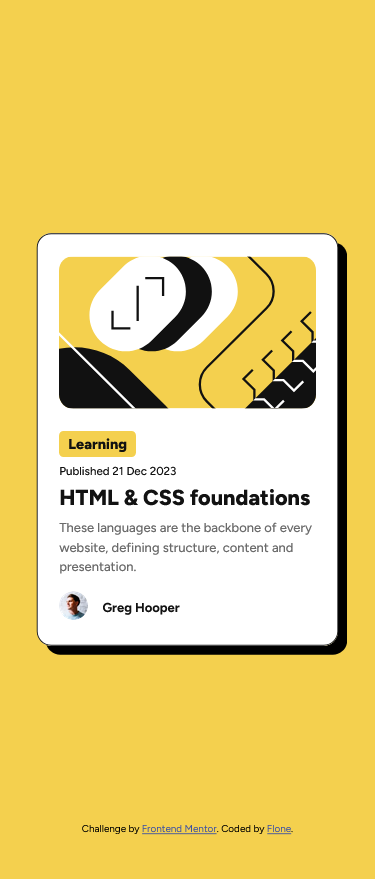 Learning
Published 21 Dec 2023
HTML & CSS foundations
These languages are the backbone of every
website, defining structure, content and
presentation.
Greg Hooper
Challenge by Frontend Mentor. Coded by Flone.